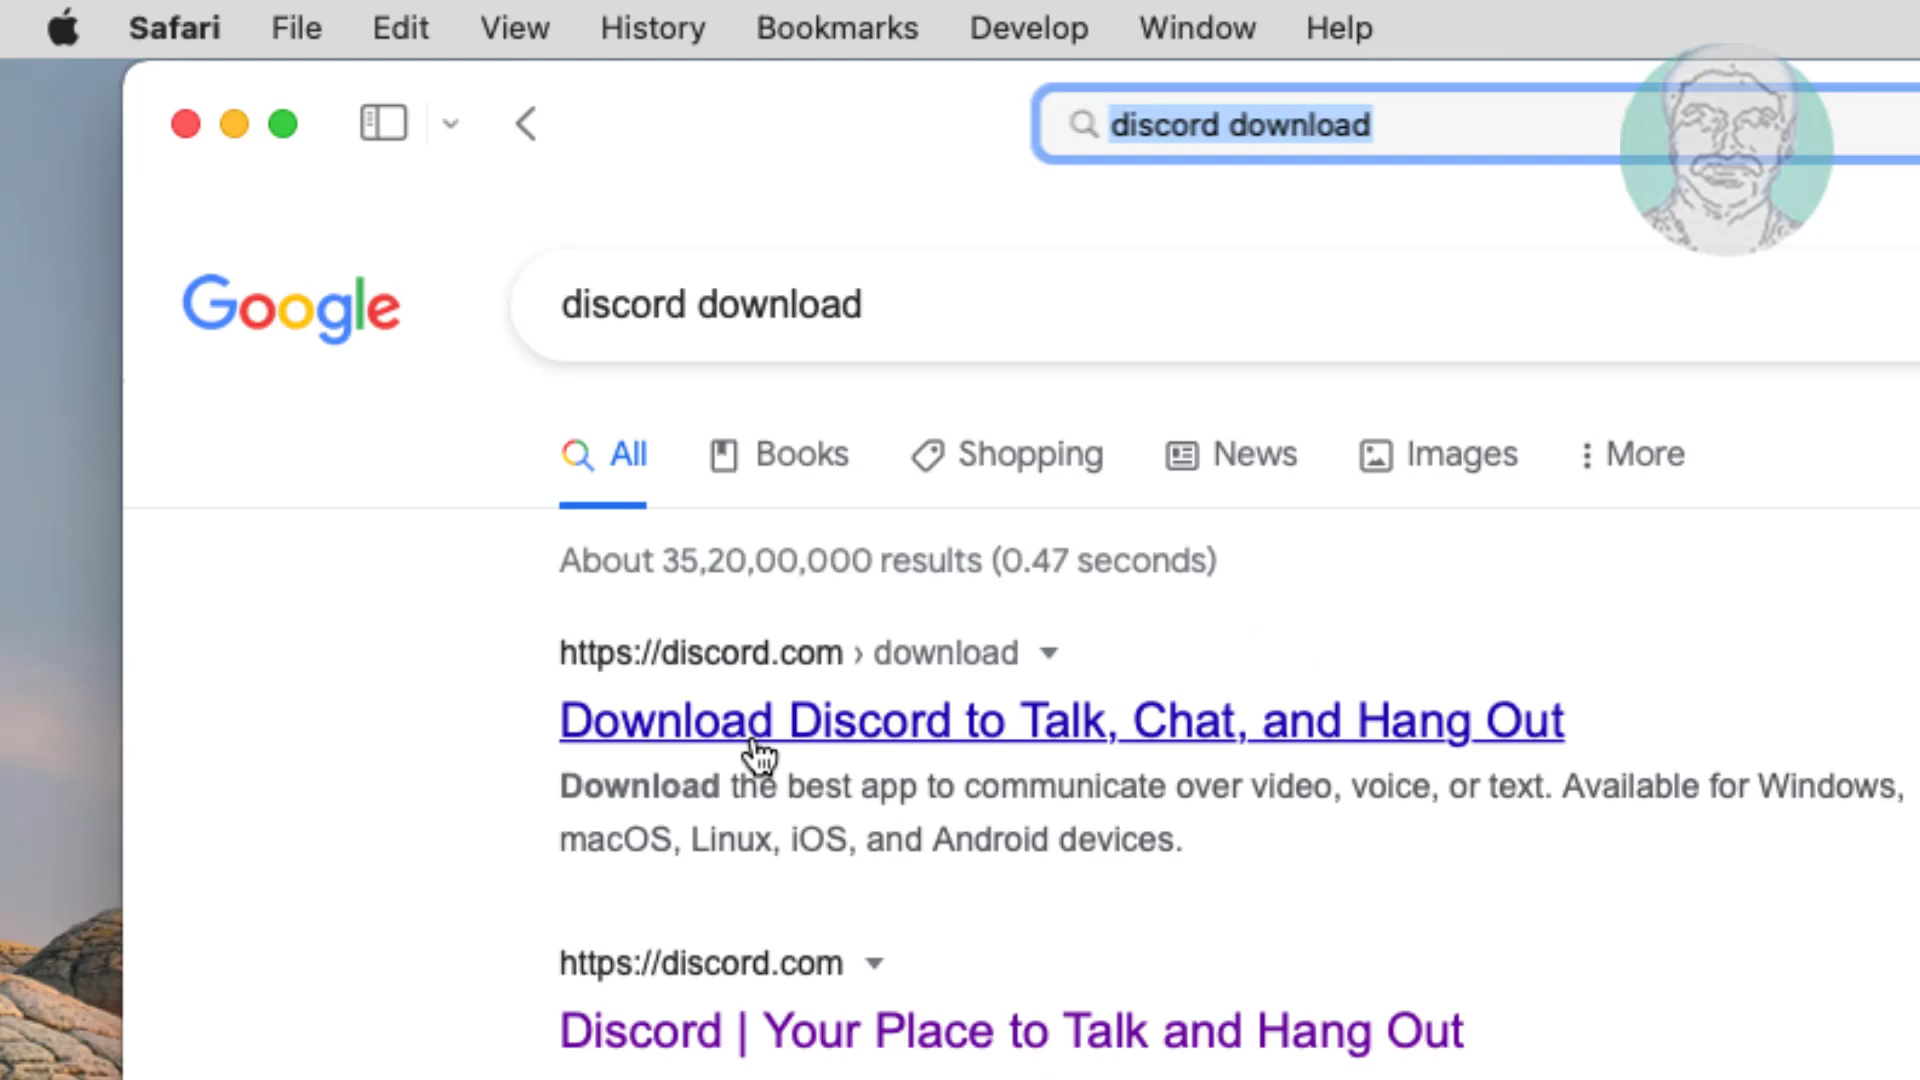 Safari File Edit View History Bookmarks Develop Window Help
discord download
Google discord download
All Books Shopping News Images More
About 35,20,00,000 results (0.47 seconds)
https://discord.com › download
Download Discord to Talk, Chat, and Hang Out
Download the best app to communicate over video, voice, or text. Available for Windows,
macOS, Linux, iOS, and Android devices.
https://discord.com
Discord | Your Place to Talk and Hang Out